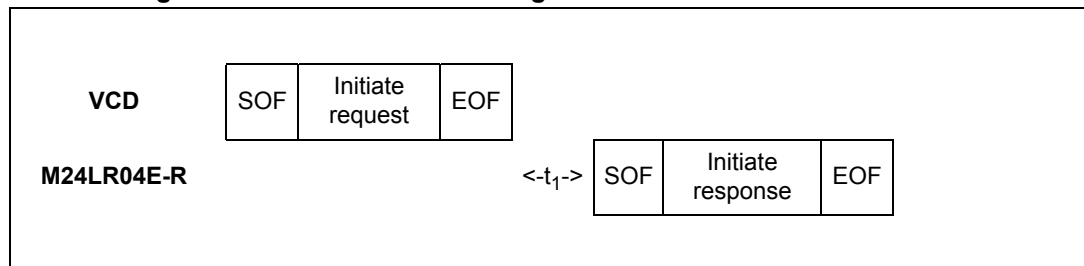 VCD SOF Initiate request EOF
M24LR04E-R <-t₁-> SOF Initiate response EOF